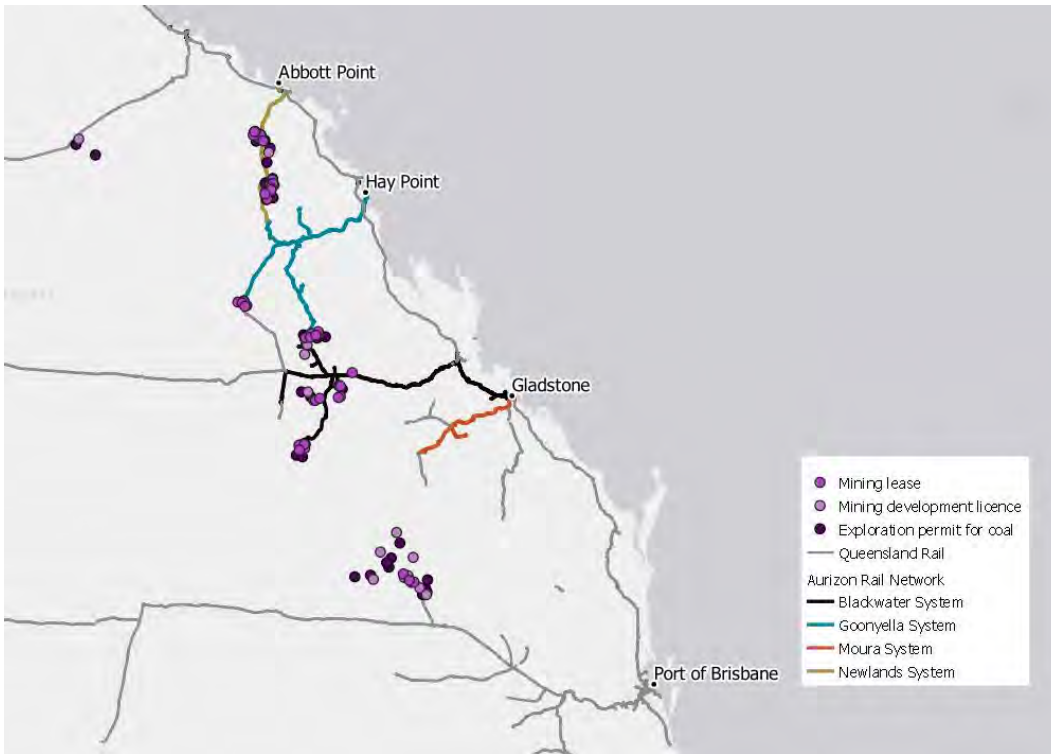 Abbott Point
Hay Point
Gladstone
Port of Brisbane
Mining lease
Mining development licence
Exploration permit for coal
Queensland Rail
Aurizon Rail Network
Blackwater System
Goonyella System
Moura System
Newlands System